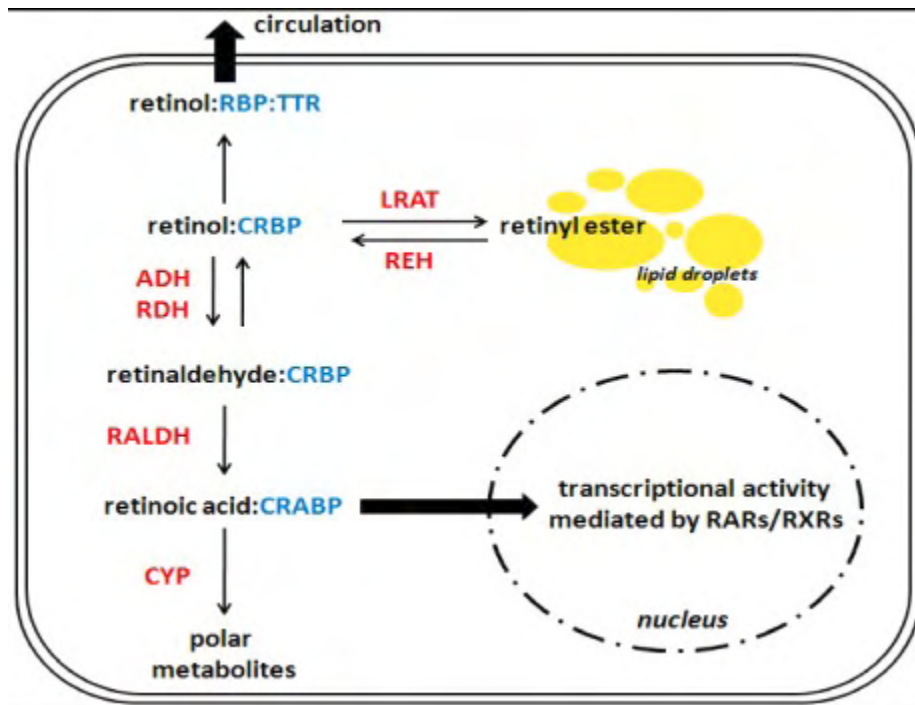 circulation
retinol:RBP:TTR
LRAT
retinol:CRBP
retinyl ester
REH
lipid droplets
ADH
RDH
retinaldehyde:CRBP
RALDH
retinoic acid:CRABP
transcriptional activity
mediated by RARs/RXRs
CYP
nucleus
polar
metabolites